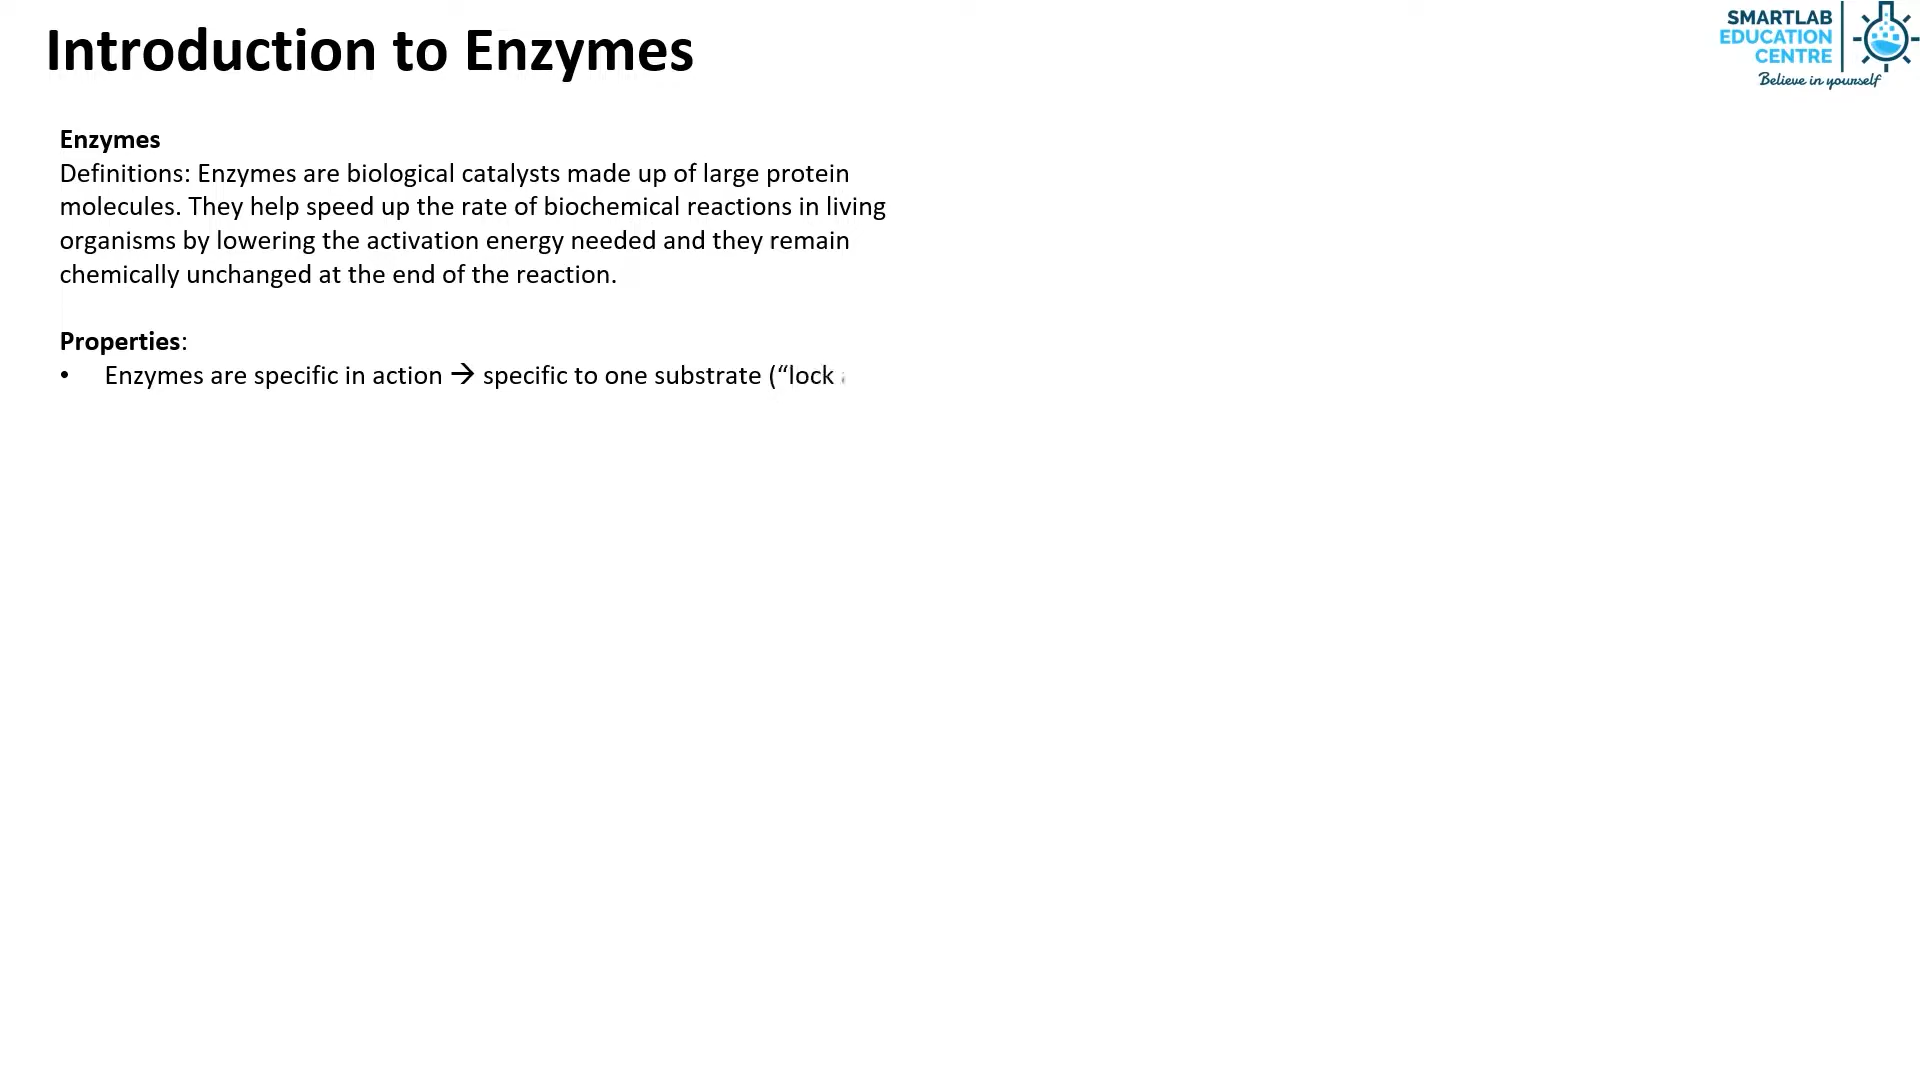 Introduction to Enzymes
SMARTLAB
EDUCATION
CENTRE
Believe in yourself
Enzymes
Definitions: Enzymes are biological catalysts made up of large protein
molecules. They help speed up the rate of biochemical reactions in living
organisms by lowering the activation energy needed and they remain
chemically unchanged at the end of the reaction.
Properties:
• Enzymes are specific in action → specific to one substrate (“lock